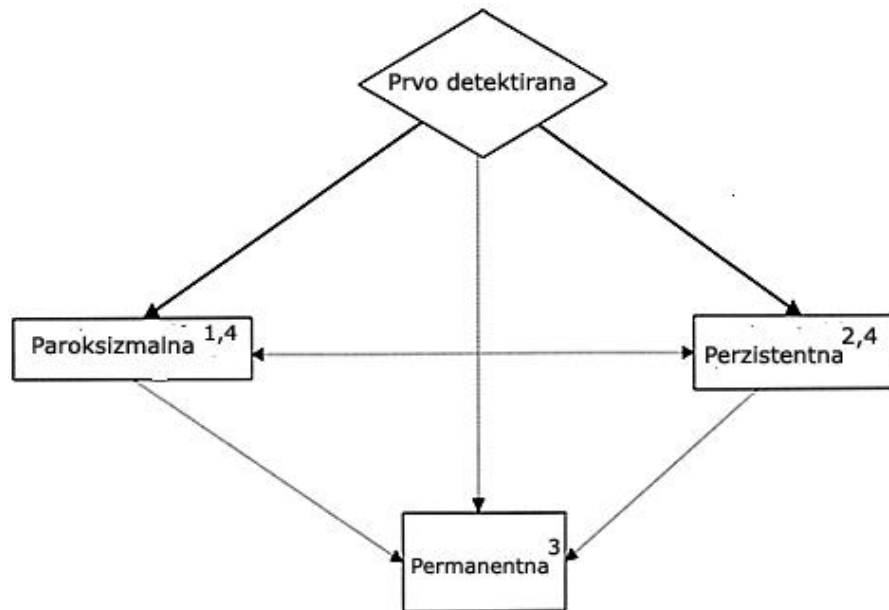 Prvo detektirana
Paroksizmalna 1,4
Perzistentna 2,4
Permanentna 3